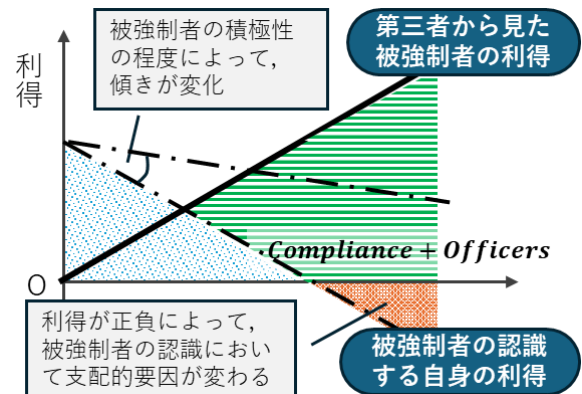 被強制者の積極性
の程度によって,
傾きが変化
第三者から見た
被強制者の利得
利得
Compliance + Officers
O
利得が正負によって,
被強制者の認識におい
て支配的要因が変わる
被強制者の認識
する自身の利得